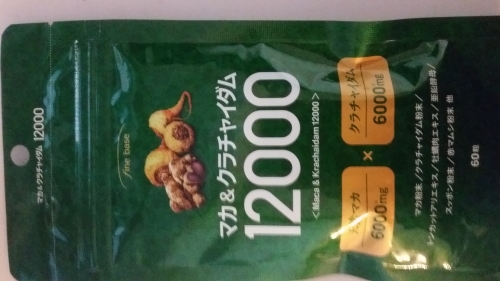 マカ&クラチャイダム 12000
fine base
マカ&クラチャイダム
12000
<Maca & Krachaidam 12000>
マカ
6000mg
×
クラチャイダム
6000mg
マカ粉末/クラチャイダム粉末/
トンカットアリエキス/牡蠣肉エキス/亜鉛酵母/
スッポン粉末/赤マムシ粉末 他
60粒